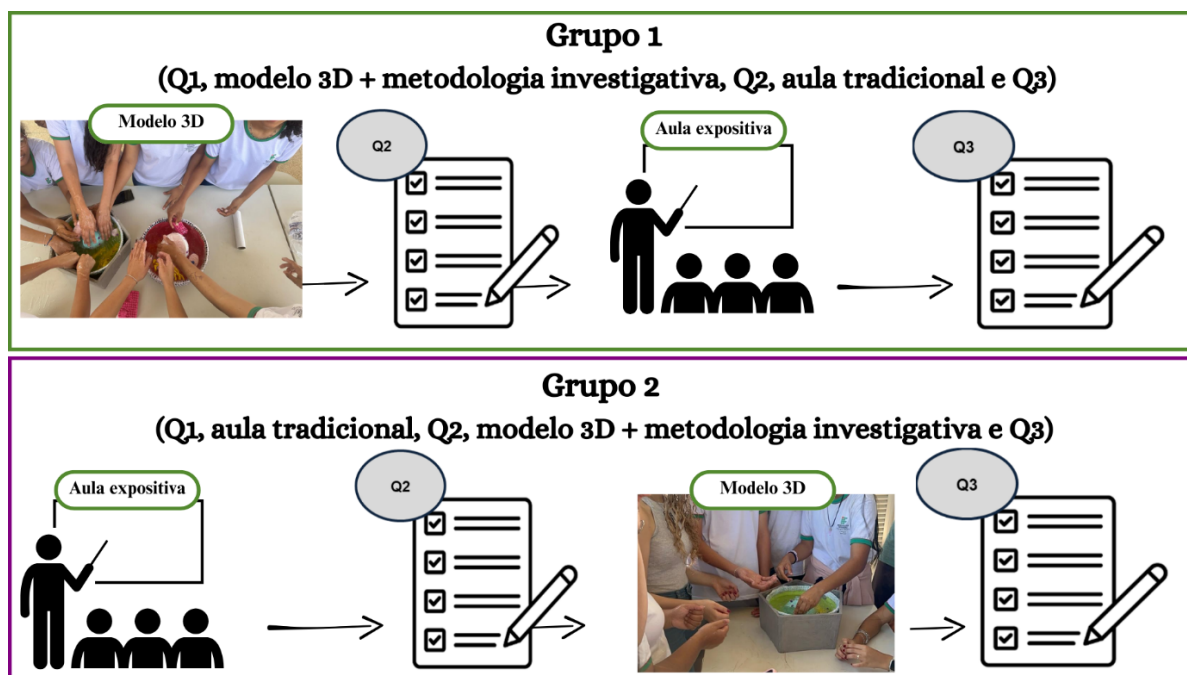 Grupo 1
(Q1, modelo 3D + metodologia investigativa, Q2, aula tradicional e Q3)
Modelo 3D
Q2
Aula expositiva
Q3
Grupo 2
(Q1, aula tradicional, Q2, modelo 3D + metodologia investigativa e Q3)
Aula expositiva
Q2
Modelo 3D
Q3